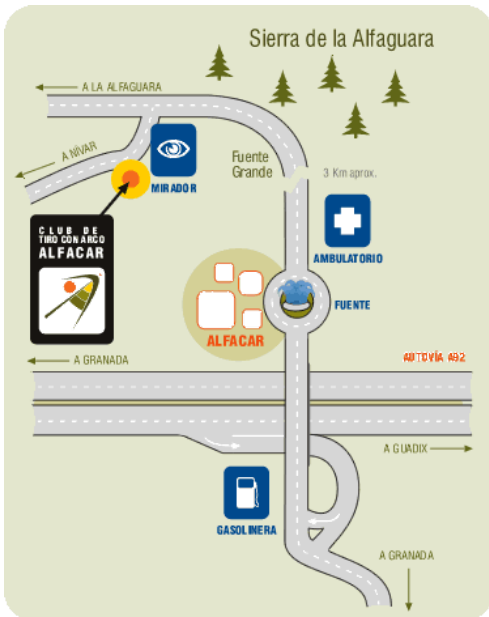 Sierra de la Alfaguara
A LA ALFAGUARA
A NÍVAR
MIRADOR
Fuente
Grande
3 Km aprox.
CLUB DE
TIRO CON ARCO
ALFACAR
AMBULATORIO
FUENTE
ALFACAR
A GRANADA
AUTOVÍA A92
A GUADIX
GASOLINERA
A GRANADA